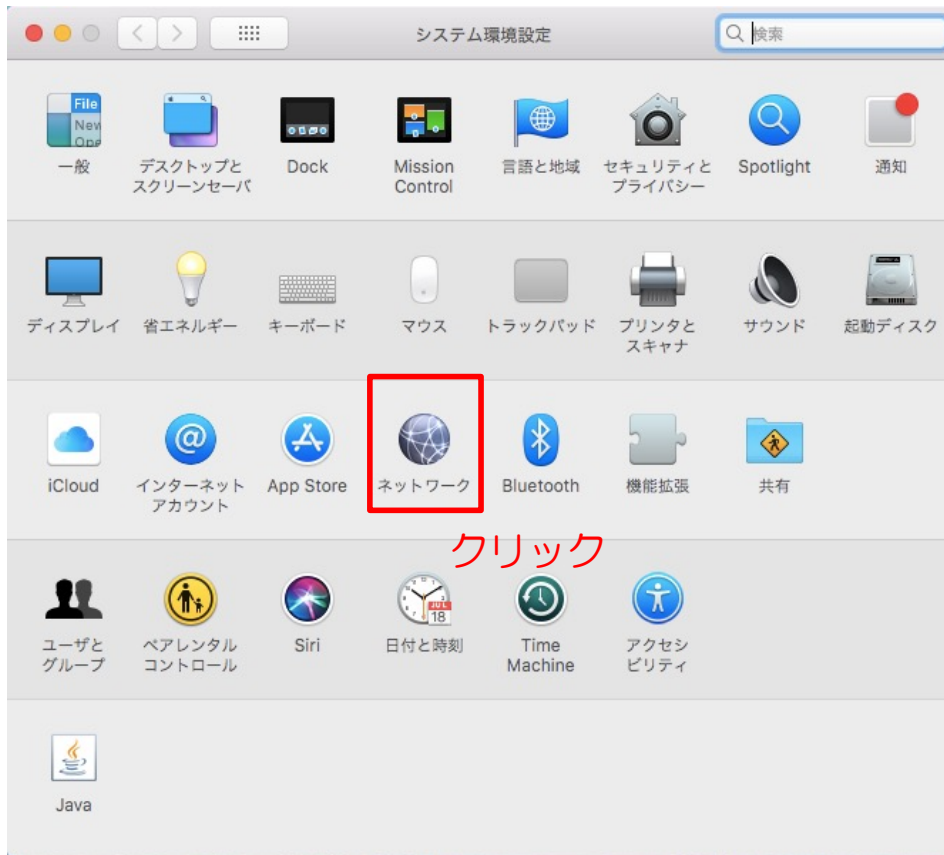 システム環境設定
検索
File
New
Ope
一般
デスクトップと
スクリーンセーバ
Dock
Mission
Control
言語と地域
セキュリティと
プライバシー
Spotlight
通知
ディスプレイ
省エネルギー
キーボード
マウス
トラックパッド
プリンタと
スキャナ
サウンド
起動ディスク
iCloud
インターネット
アカウント
App Store
ネットワーク
Bluetooth
機能拡張
共有
クリック
ユーザと
グループ
ペアレンタル
コントロール
Siri
JUL
18
日付と時刻
Time
Machine
アクセシ
ビリティ
Java